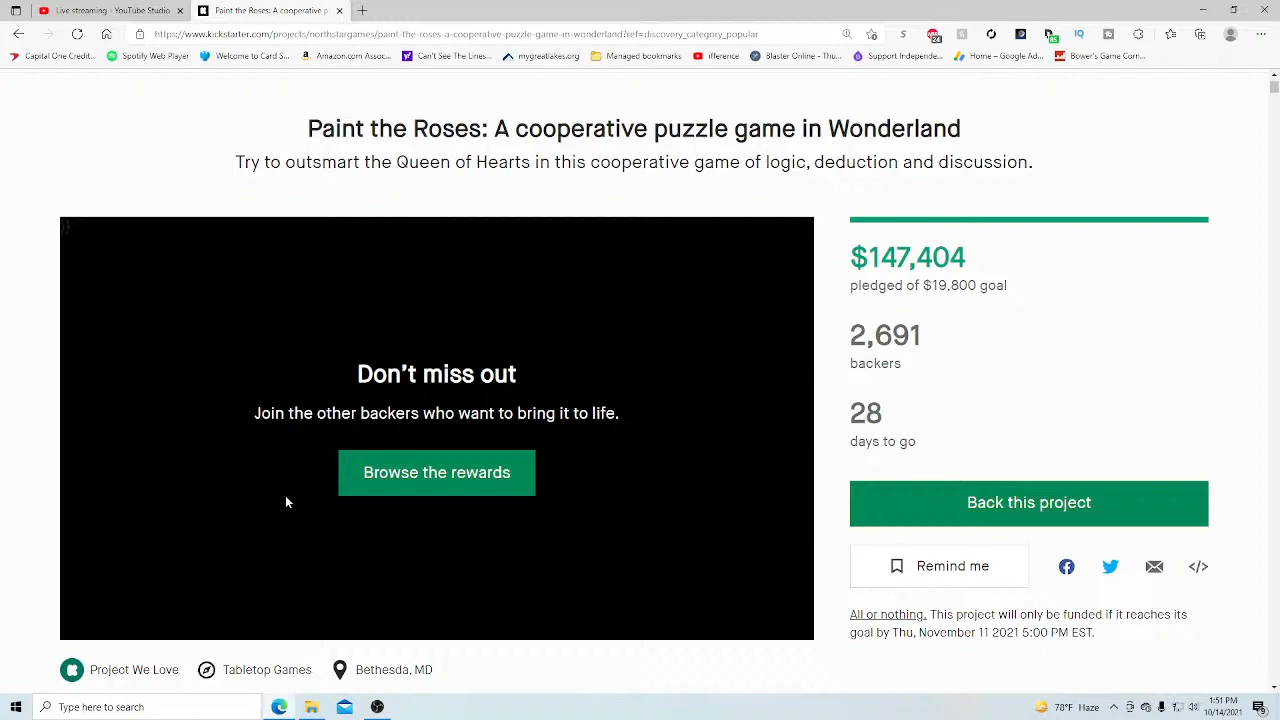 Live streaming - YouTube Studio
Paint the Roses: A cooperative p
https://www.kickstarter.com/projects/northstargames/paint-the-roses-a-cooperative-puzzle-game-in-wonderland?ref=discovery_category_popular
Capital One Credit... Spotify Web Player Welcome to Card S... Amazon.com Assoc... Can't See The Lines... mygreatlakes.org Managed bookmarks ifference Blaster Online - Thu... Support Independe... Home – Google Ad... Bower's Game Corn...
Paint the Roses: A cooperative puzzle game in Wonderland
Try to outsmart the Queen of Hearts in this cooperative game of logic, deduction and discussion.
$147,404
pledged of $19,800 goal
2,691
backers
28
days to go
Don't miss out
Join the other backers who want to bring it to life.
Browse the rewards
Back this project
Remind me
All or nothing. This project will only be funded if it reaches its
goal by Thu, November 11 2021 5:00 PM EST.
Project We Love Tabletop Games Bethesda, MD
Type here to search
78°F Haze
1:51 PM
10/14/2021